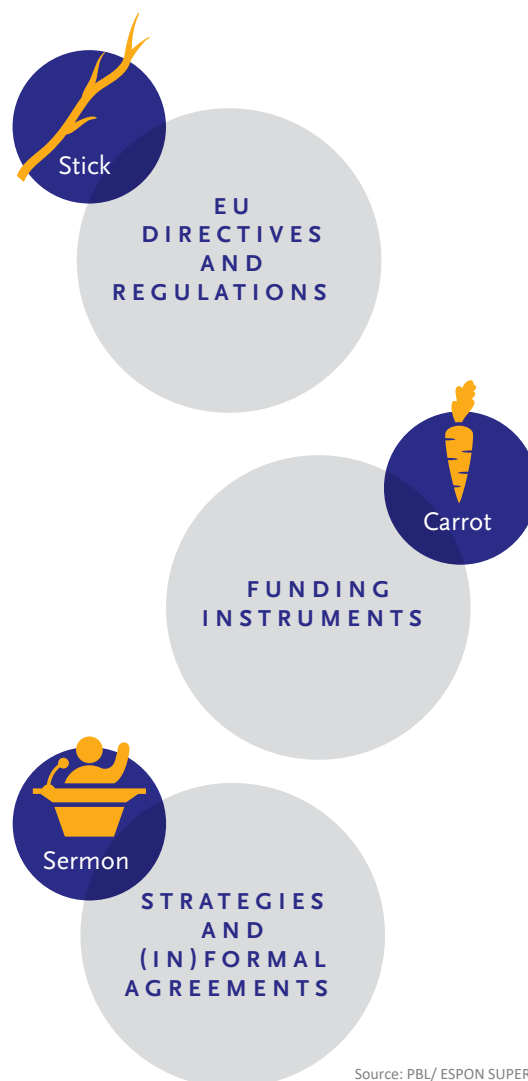 Stick
EU
DIRECTIVES
AND
REGULATIONS
Carrot
FUNDING
INSTRUMENTS
Sermon
STRATEGIES
AND
(IN)FORMAL
AGREEMENTS
Source: PBL/ ESPON SUPER